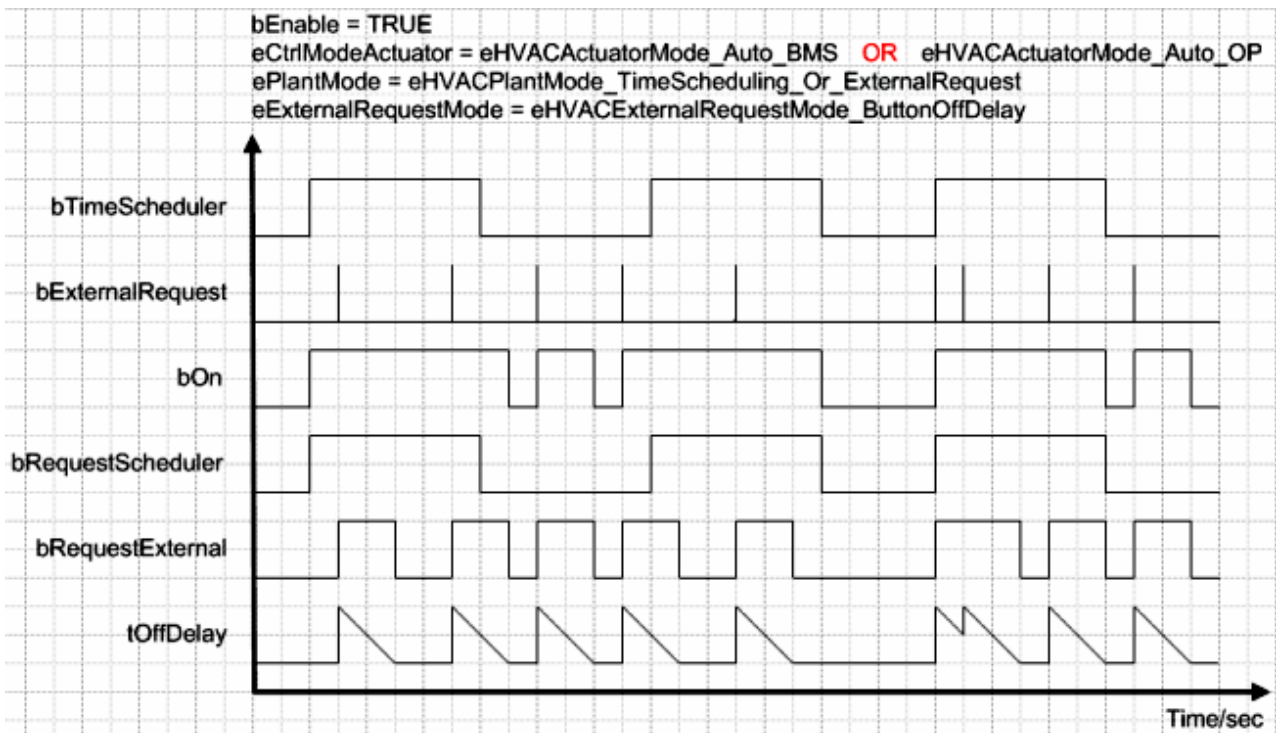 bEnable = TRUE
eCtrlModeActuator = eHVACActuatorMode_Auto_BMS OR eHVACActuatorMode_Auto_OP
ePlantMode = eHVACPlantMode_TimeScheduling_Or_ExternalRequest
eExternalRequestMode = eHVACExternalRequestMode_ButtonOffDelay
bTimeScheduler
bExternalRequest
bOn
bRequestScheduler
bRequestExternal
tOffDelay
Time/sec